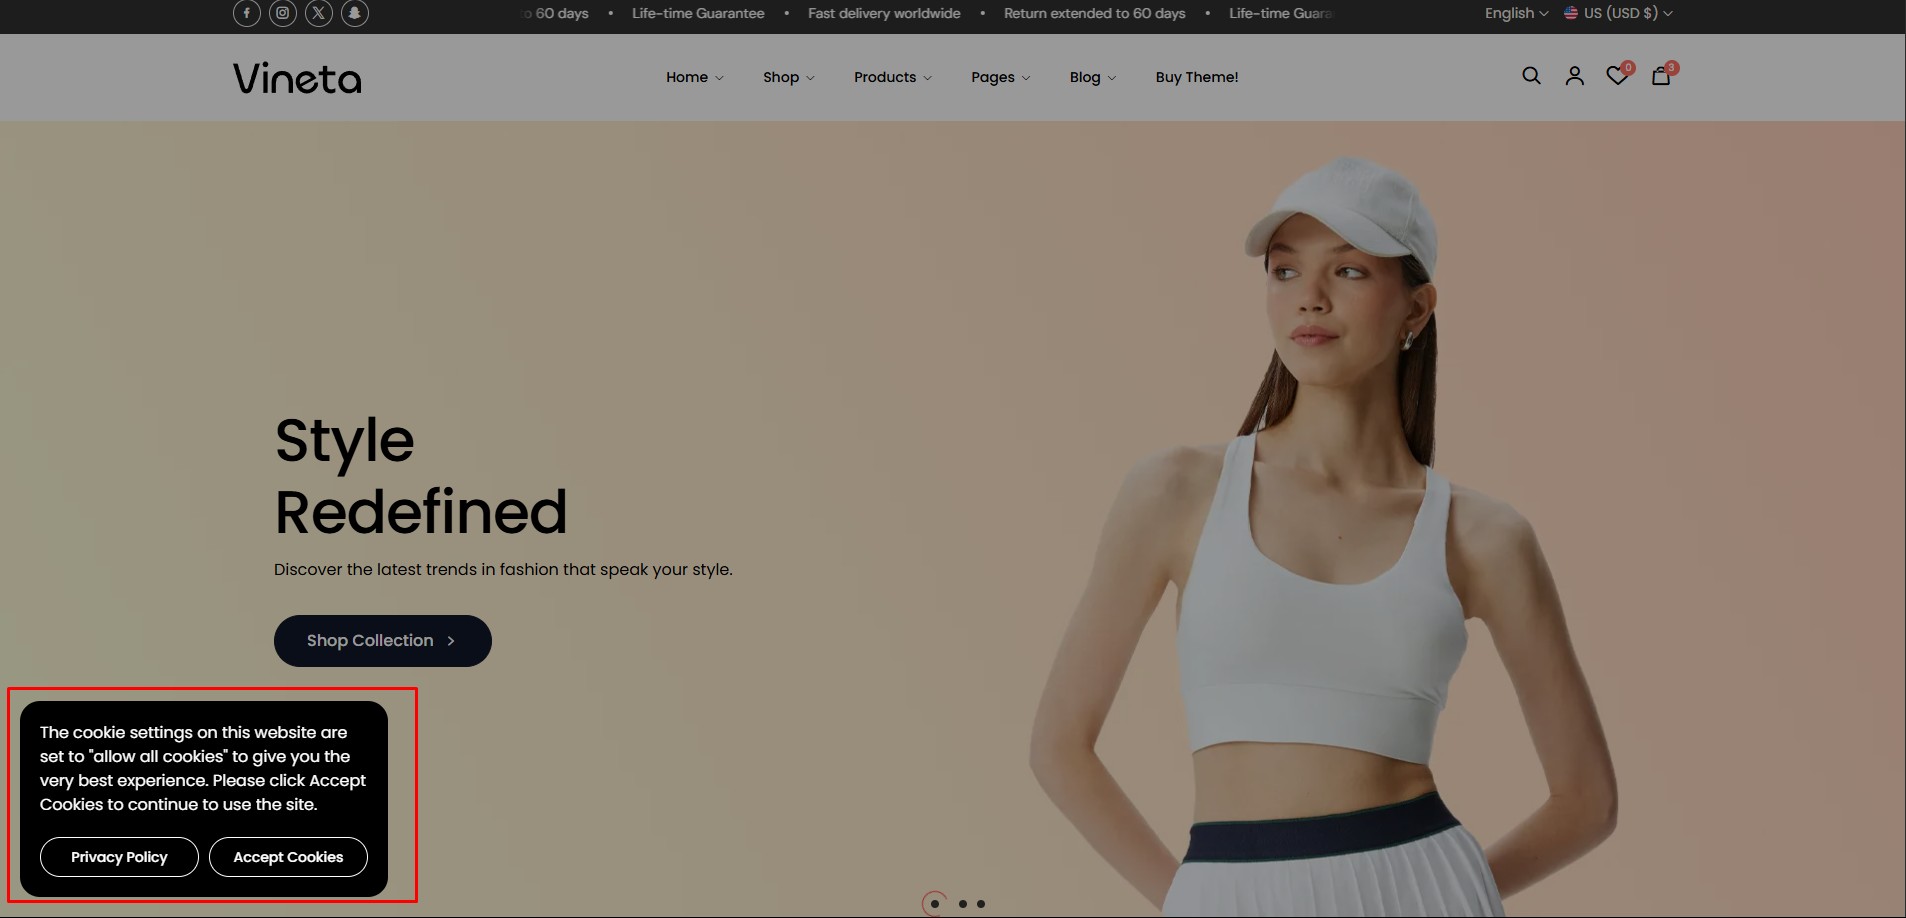 60 days • Life-time Guarantee • Fast delivery worldwide • Return extended to 60 days • Life-time
English
US (USD $)
Vineta
Home
Shop
Products
Pages
Blog
Buy Theme!
0
3
Style
Redefined
Discover the latest trends in fashion that speak your style.
Shop Collection
The cookie settings on this website are
set to "allow all cookies" to give you the
very best experience. Please click Accept
Cookies to continue to use the site.
Privacy Policy
Accept Cookies